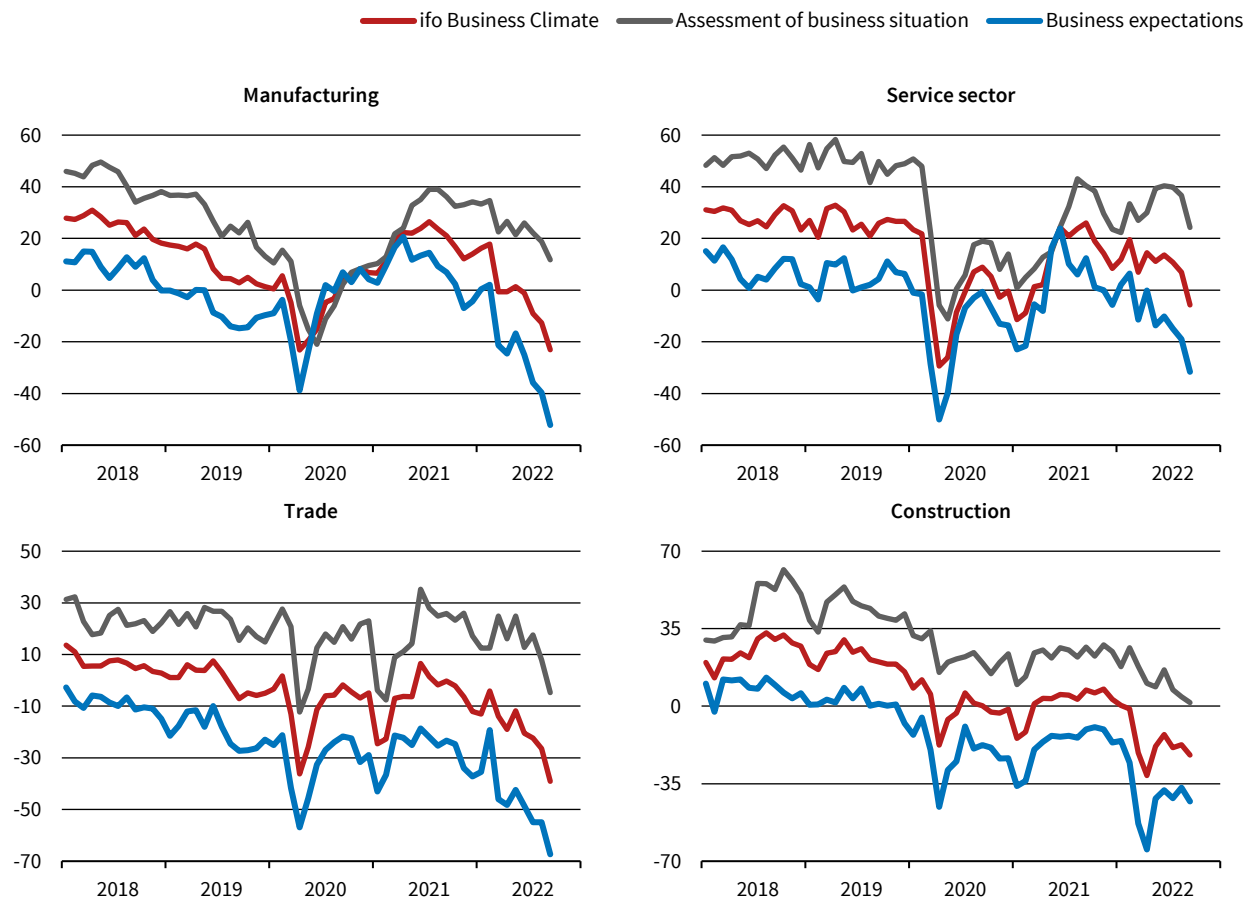 ifo Business Climate Assessment of business situation Business expectations
Manufacturing
60
40
20
0
-20
-40
-60
2018 2019 2020 2021 2022
Service sector
60
40
20
0
-20
-40
-60
2018 2019 2020 2021 2022
Trade
50
30
10
-10
-30
-50
-70
2018 2019 2020 2021 2022
Construction
70
35
0
-35
-70
2018 2019 2020 2021 2022